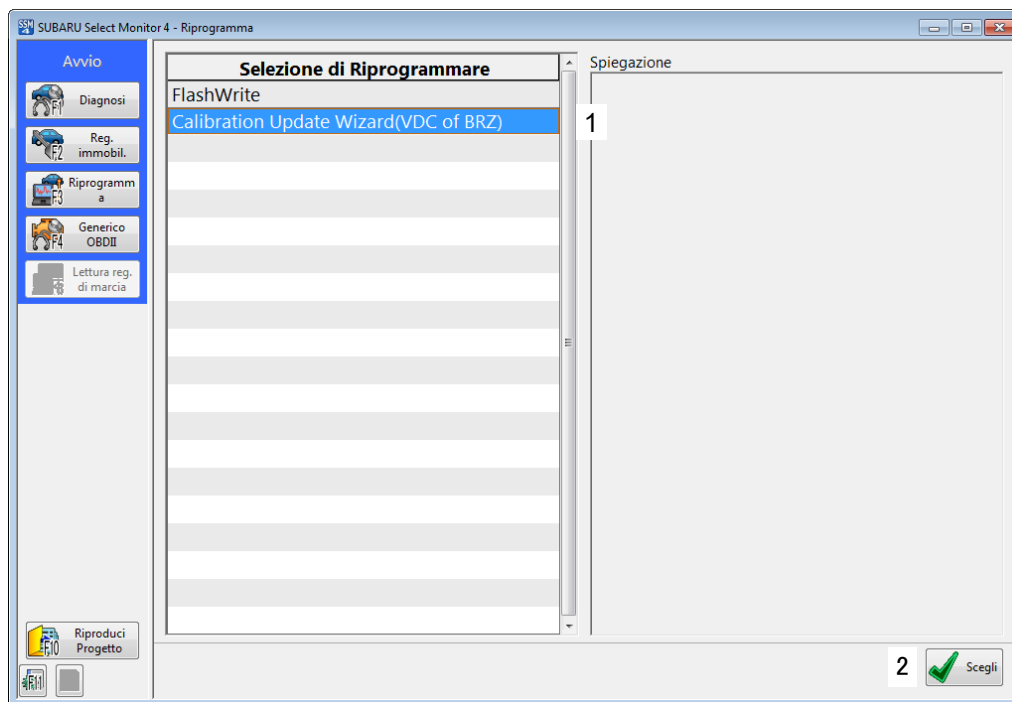 SSM SUBARU Select Monitor 4 - Riprogramma
Avvio
F1 Diagnosi
F2 Reg.
immobil.
F3 Riprogramm
a
F4 Generico
OBDII
Lettura reg.
di marcia
Selezione di Riprogrammare
FlashWrite
Calibration Update Wizard(VDC of BRZ)
1
Spiegazione
F10 Riproduci
Progetto
F11
2
Scegli